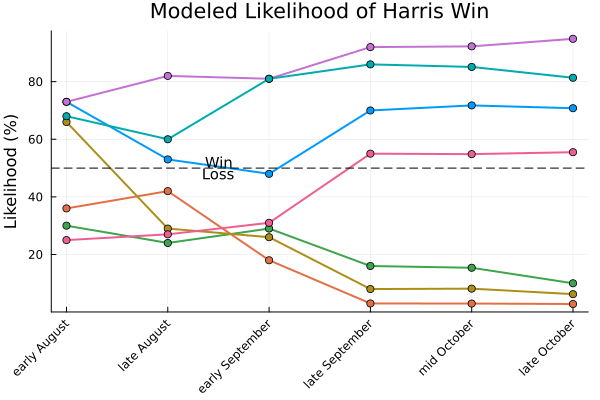 Modeled Likelihood of Harris Win
Likelihood (%)
80
60
40
20
Win
Loss
early August
late August
early September
late September
mid October
late October